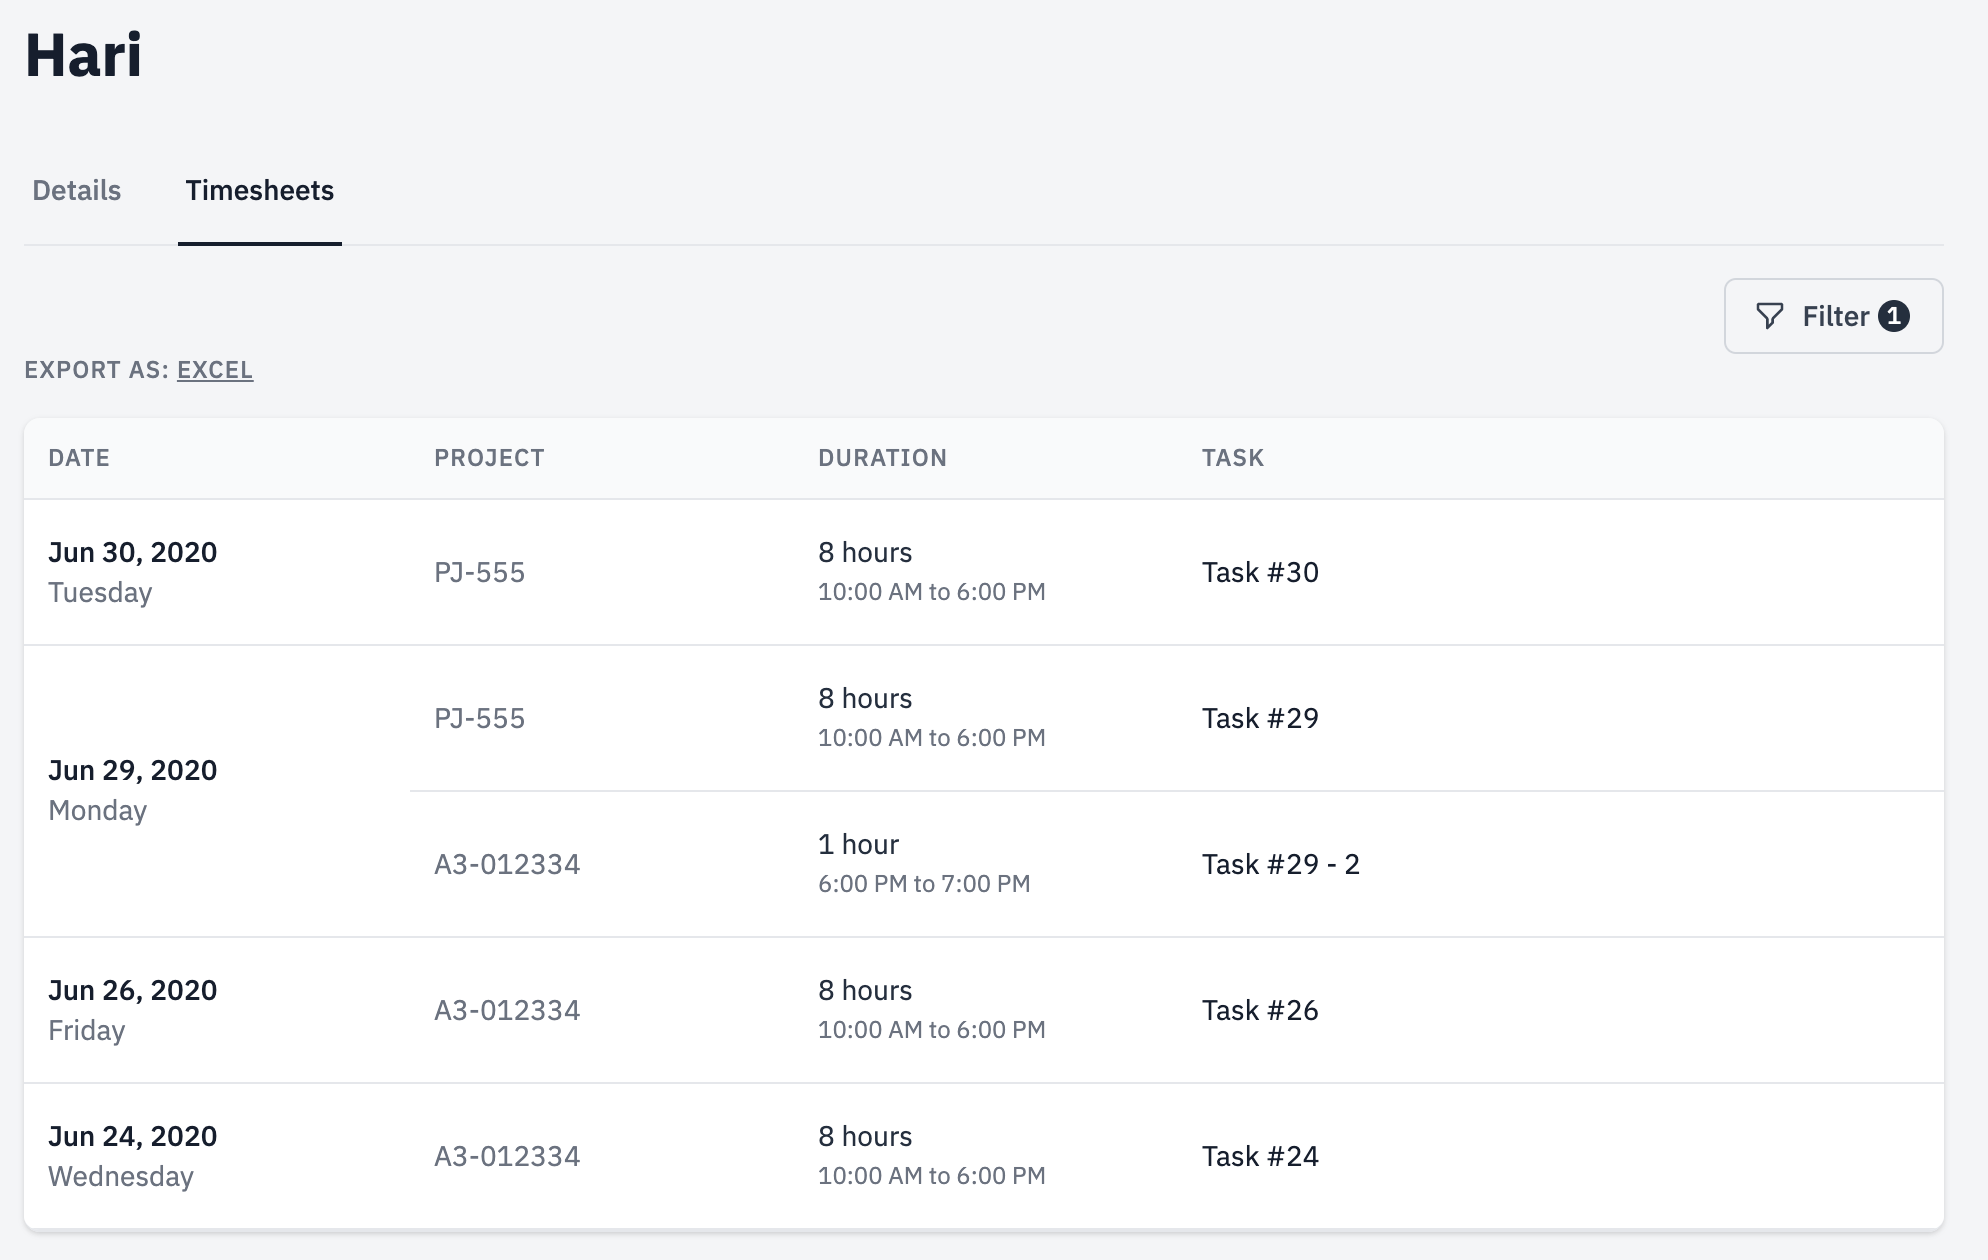 Hari
Details Timesheets
Filter 1
EXPORT AS: EXCEL
DATE PROJECT DURATION TASK
Jun 30, 2020
Tuesday
PJ-555
8 hours
10:00 AM to 6:00 PM
Task #30
Jun 29, 2020
Monday
PJ-555
8 hours
10:00 AM to 6:00 PM
Task #29
A3-012334
1 hour
6:00 PM to 7:00 PM
Task #29 - 2
Jun 26, 2020
Friday
A3-012334
8 hours
10:00 AM to 6:00 PM
Task #26
Jun 24, 2020
Wednesday
A3-012334
8 hours
10:00 AM to 6:00 PM
Task #24